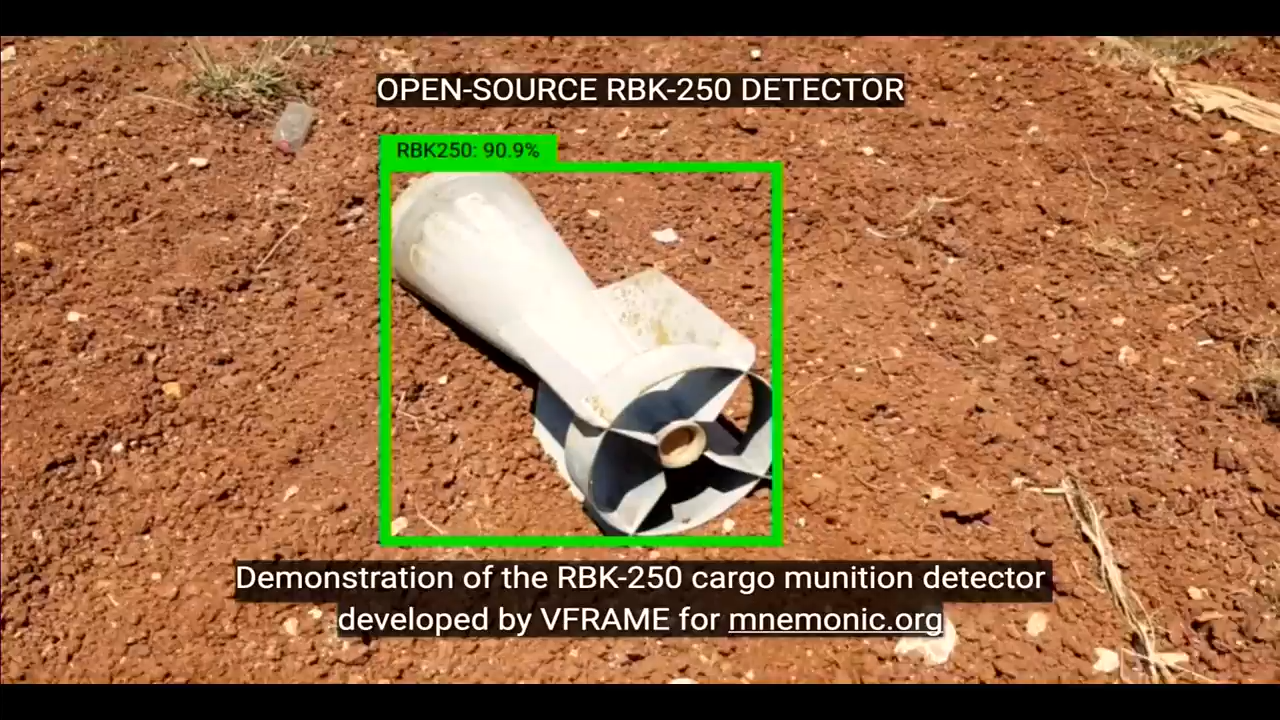 OPEN-SOURCE RBK-250 DETECTOR
RBK250: 90.9%
Demonstration of the RBK-250 cargo munition detector
developed by VFRAME for mnemonic.org